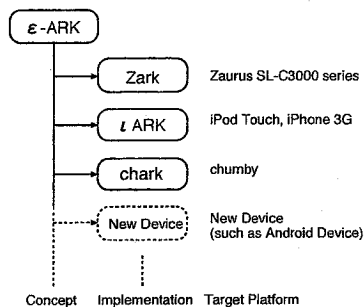 ε-ARK
Zark Zaurus SL-C3000 series
ι ARK iPod Touch, iPhone 3G
chark chumby
New Device New Device
(such as Android Device)
Concept Implementation Target Platform